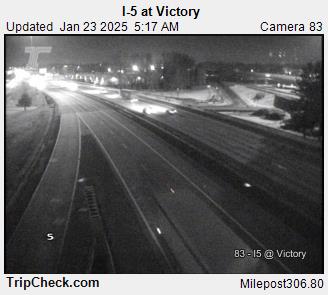 I-5 at Victory
Updated  Jan 23 2025  5:17 AM
Camera 83
T
S
83 - I5 @ Victory
TripCheck.com
Milepost306.80